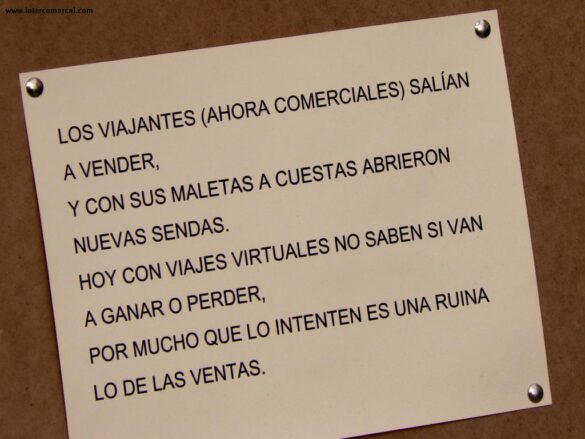 www.intercomarcal.com
LOS VIAJANTES (AHORA COMERCIALES) SALÍAN
A VENDER,
Y CON SUS MALETAS A CUESTAS ABRIERON
NUEVAS SENDAS.
HOY CON VIAJES VIRTUALES NO SABEN SI VAN
A GANAR O PERDER,
POR MUCHO QUE LO INTENTEN ES UNA RUINA
LO DE LAS VENTAS.